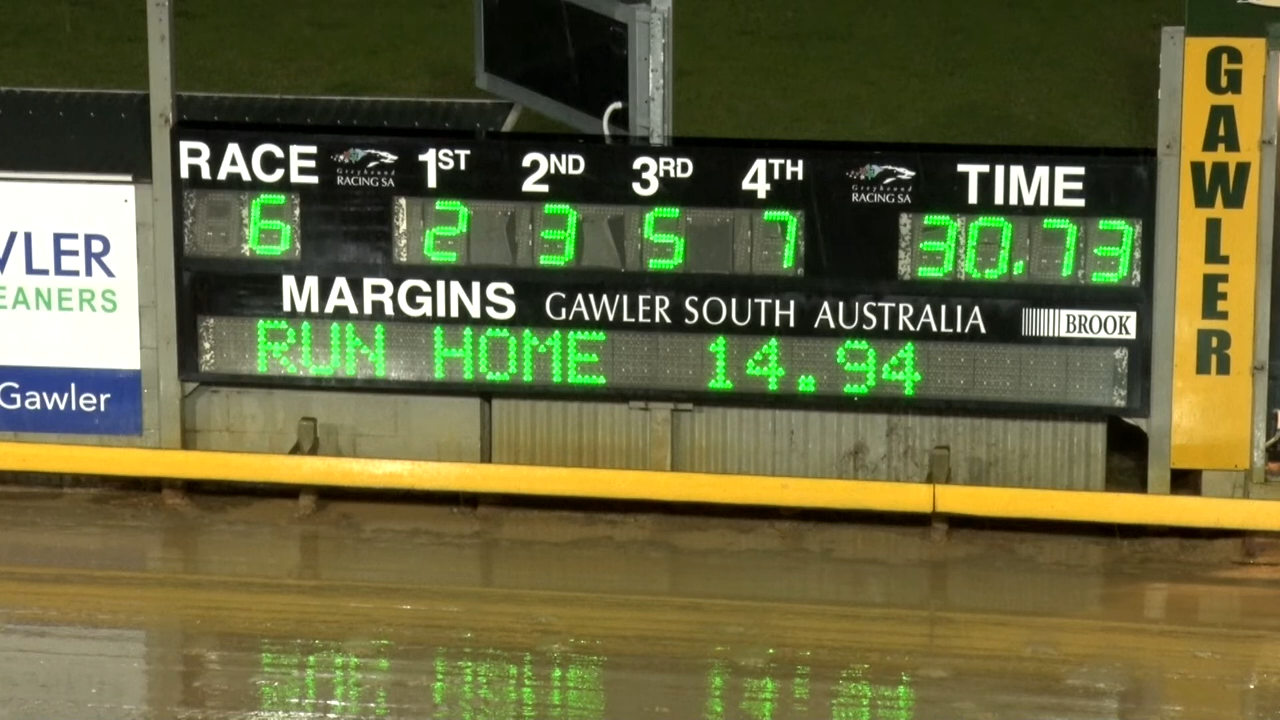 RACE 1ST 2ND 3RD 4TH TIME
Greyhound RACING SA
Greyhound RACING SA
6 2 3 5 7 30.73
MARGINS GAWLER SOUTH AUSTRALIA BROOK
RUN HOME 14.94
GAWLER
WLER
EANERS
Gawler